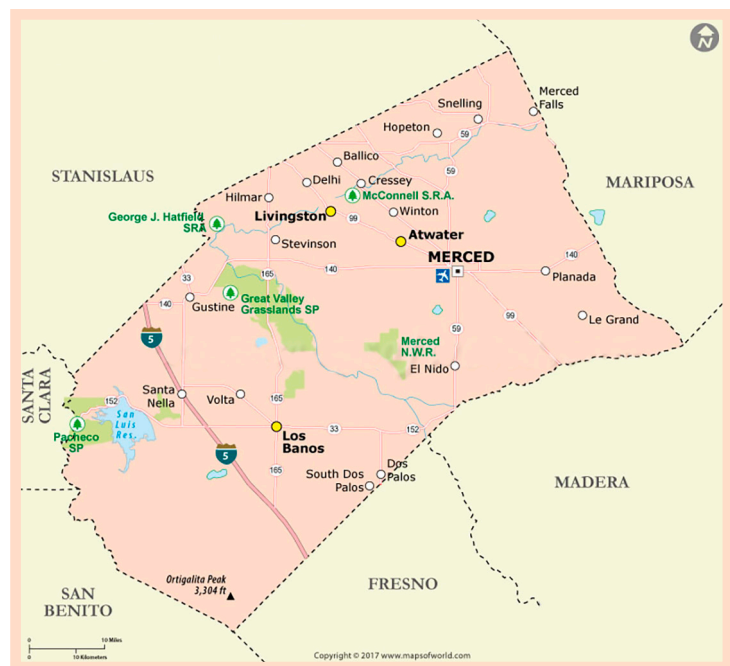 N
Merced
Falls
Snelling
Hopeton
59
Ballico
59
STANISLAUS
Delhi
Cressey
MARIPOSA
McConnell S.R.A.
Hilmar
Livingston
99
Winton
George J. Hatfield
SRA
Atwater
Stevinson
MERCED
140
165
140
33
Planada
Great Valley
Grasslands SP
140
Gustine
99
Le Grand
59
5
Merced
N.W.R.
El Nido
SANTA
CLARA
Santa
Nella
Volta
165
152
San
Luis
Res.
Pacheco
SP
33
152
Los
Banos
5
165
Dos
Palos
South Dos
Palos
MADERA
Ortigalita Peak
3,304 ft
FRESNO
SAN
BENITO
0 10 Miles
0 10 Kilometers
Copyright © 2017 www.mapsofworld.com